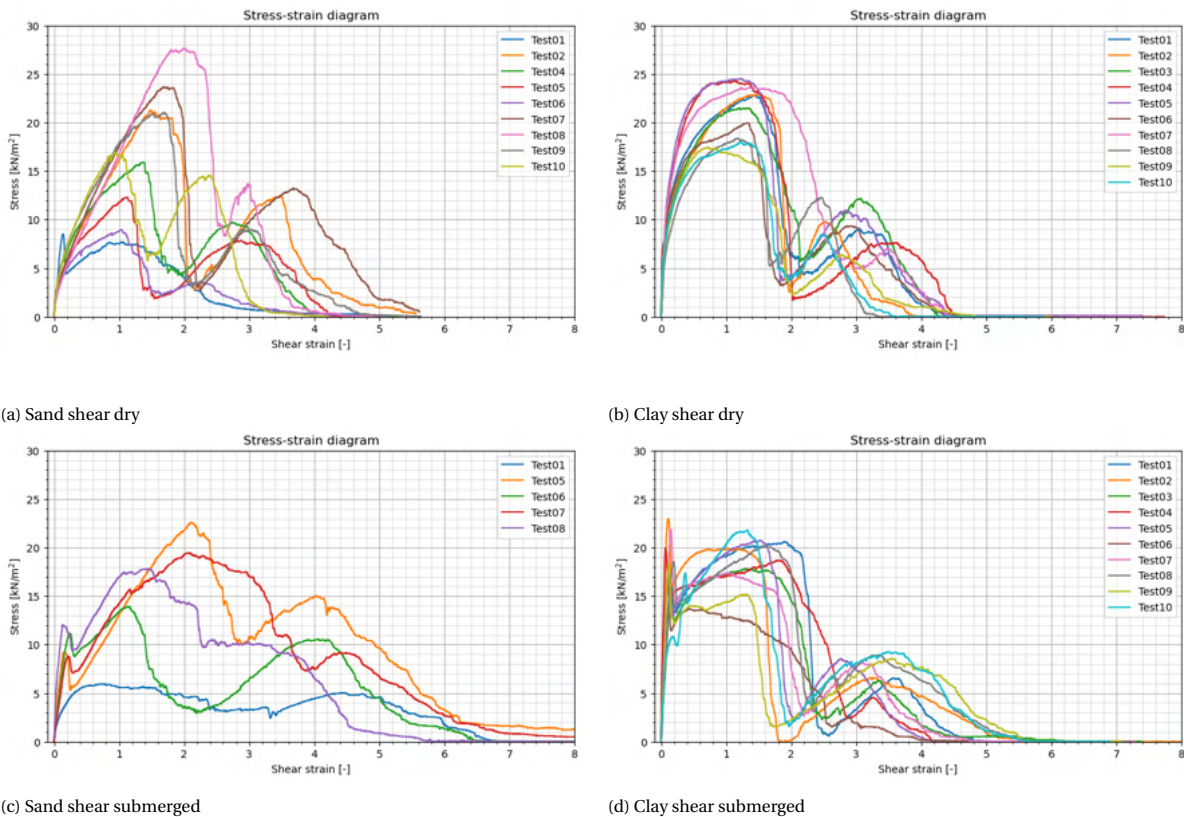 Stress-strain diagram
30
25
20
15
10
5
0
Stress [kN/m²]
0 1 2 3 4 5 6 7 8
Shear strain [-]
Test01
Test02
Test04
Test05
Test06
Test07
Test08
Test09
Test10
(a) Sand shear dry
Stress-strain diagram
30
25
20
15
10
5
0
Stress [kN/m²]
0 1 2 3 4 5 6 7 8
Shear strain [-]
Test01
Test02
Test03
Test04
Test05
Test06
Test07
Test08
Test09
Test10
(b) Clay shear dry
Stress-strain diagram
30
25
20
15
10
5
0
Stress [kN/m²]
0 1 2 3 4 5 6 7 8
Shear strain [-]
Test01
Test05
Test06
Test07
Test08
(c) Sand shear submerged
Stress-strain diagram
30
25
20
15
10
5
0
Stress [kN/m²]
0 1 2 3 4 5 6 7 8
Shear strain [-]
Test01
Test02
Test03
Test04
Test05
Test06
Test07
Test08
Test09
Test10
(d) Clay shear submerged